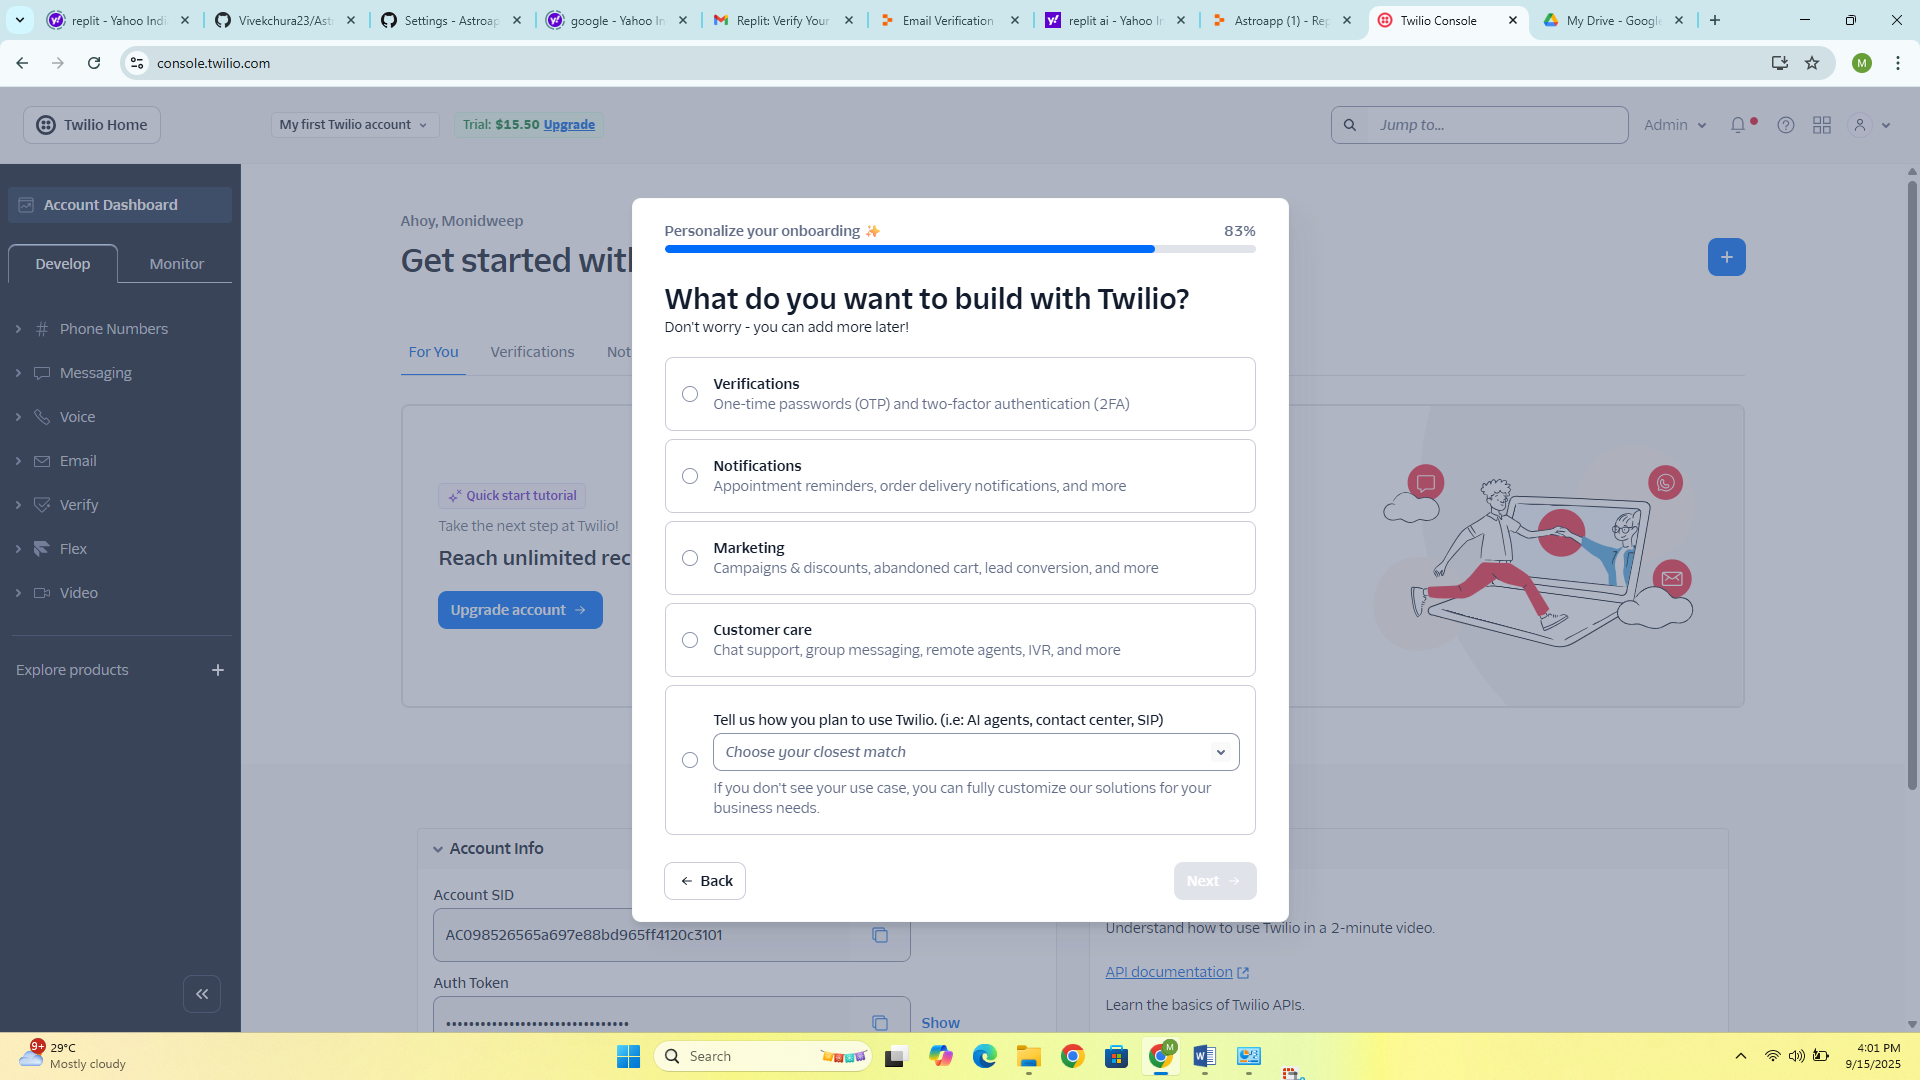 replit - Yahoo Indi
Vivekchura23/Ast
Settings - Astroap
google - Yahoo In
Replit: Verify Your
Email Verification
replit ai - Yahoo In
Astroapp (1) - Rep
Twilio Console
My Drive - Google
console.twilio.com
M
Twilio Home
My first Twilio account
Trial: $15.50 Upgrade
Jump to...
Admin
Account Dashboard
Develop
Monitor
Phone Numbers
Messaging
Voice
Email
Verify
Flex
Video
Explore products
Ahoy, Monidweep
Get started with
For You
Verifications
Not
Quick start tutorial
Take the next step at Twilio!
Reach unlimited rec
Upgrade account
Personalize your onboarding
83%
What do you want to build with Twilio?
Don't worry - you can add more later!
Verifications
One-time passwords (OTP) and two-factor authentication (2FA)
Notifications
Appointment reminders, order delivery notifications, and more
Marketing
Campaigns & discounts, abandoned cart, lead conversion, and more
Customer care
Chat support, group messaging, remote agents, IVR, and more
Tell us how you plan to use Twilio. (i.e: AI agents, contact center, SIP)
Choose your closest match
If you don't see your use case, you can fully customize our solutions for your
business needs.
Back
Next
Account Info
Account SID
AC098526565a697e88bd965ff4120c3101
Auth Token
Show
Understand how to use Twilio in a 2-minute video.
API documentation
Learn the basics of Twilio APIs.
9+
29°C
Mostly cloudy
Search
M
4:01 PM
9/15/2025